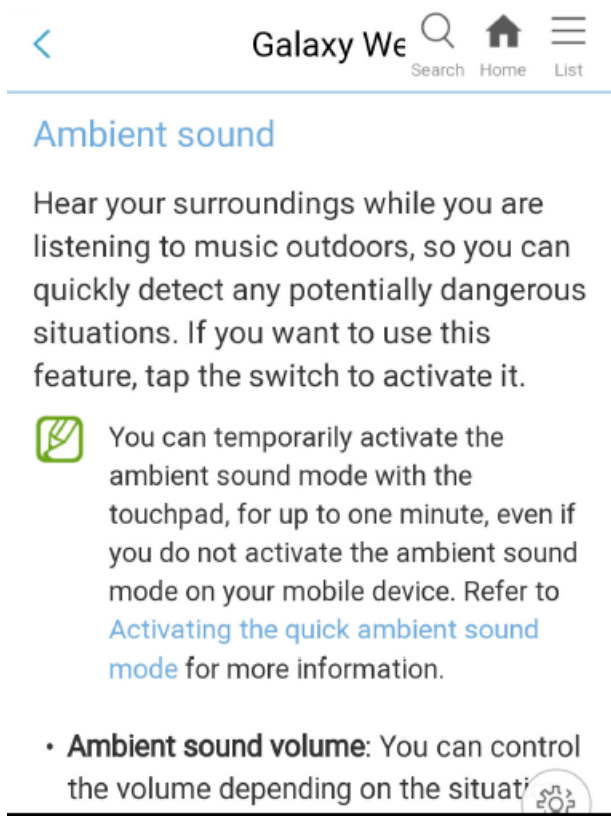 Galaxy We
Search Home List
Ambient sound
Hear your surroundings while you are
listening to music outdoors, so you can
quickly detect any potentially dangerous
situations. If you want to use this
feature, tap the switch to activate it.
You can temporarily activate the
ambient sound mode with the
touchpad, for up to one minute, even if
you do not activate the ambient sound
mode on your mobile device. Refer to
Activating the quick ambient sound
mode for more information.
• Ambient sound volume: You can control
the volume depending on the situati